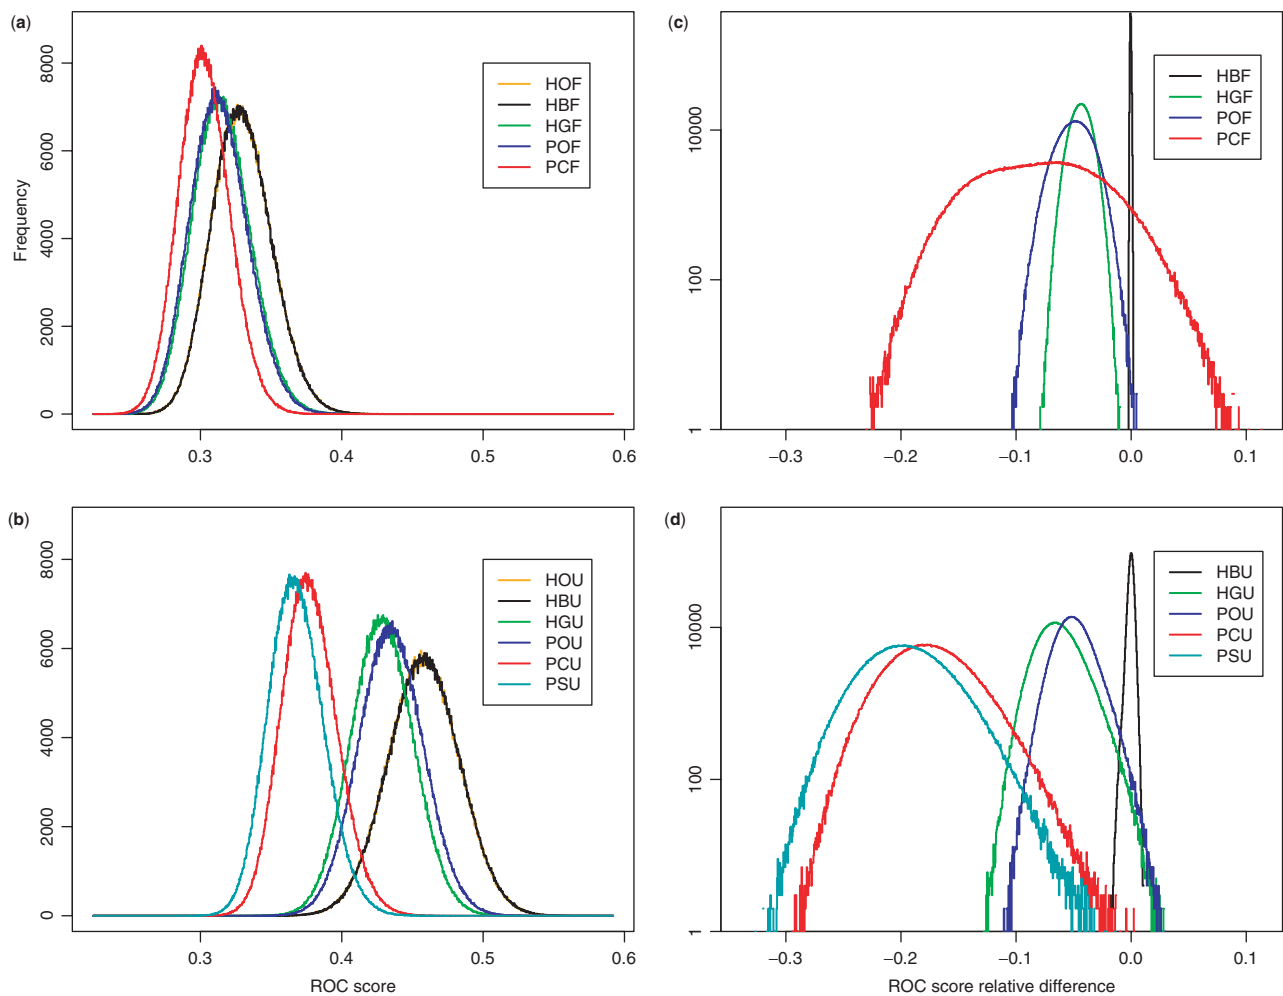 (a)
Frequency
8000
6000
4000
2000
0
HOF
HBF
HGF
POF
PCF
0.3 0.4 0.5 0.6
(c)
10000
100
1
HBF
HGF
POF
PCF
−0.3 −0.2 −0.1 0.0 0.1
(b)
8000
6000
4000
2000
0
HOU
HBU
HGU
POU
PCU
PSU
0.3 0.4 0.5 0.6
ROC score
(d)
10000
100
1
HBU
HGU
POU
PCU
PSU
−0.3 −0.2 −0.1 0.0 0.1
ROC score relative difference